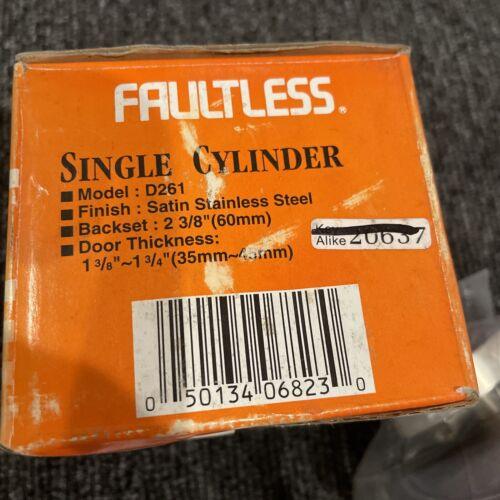 FAULTLESS®
SINGLE CYLINDER
■ Model : D261
■ Finish : Satin Stainless Steel
■ Backset : 2 3/8"(60mm)
■ Door Thickness:
1 3/8"~1 3/4"(35mm~45mm)
Key
Alike 20637
0 50134 06823 0